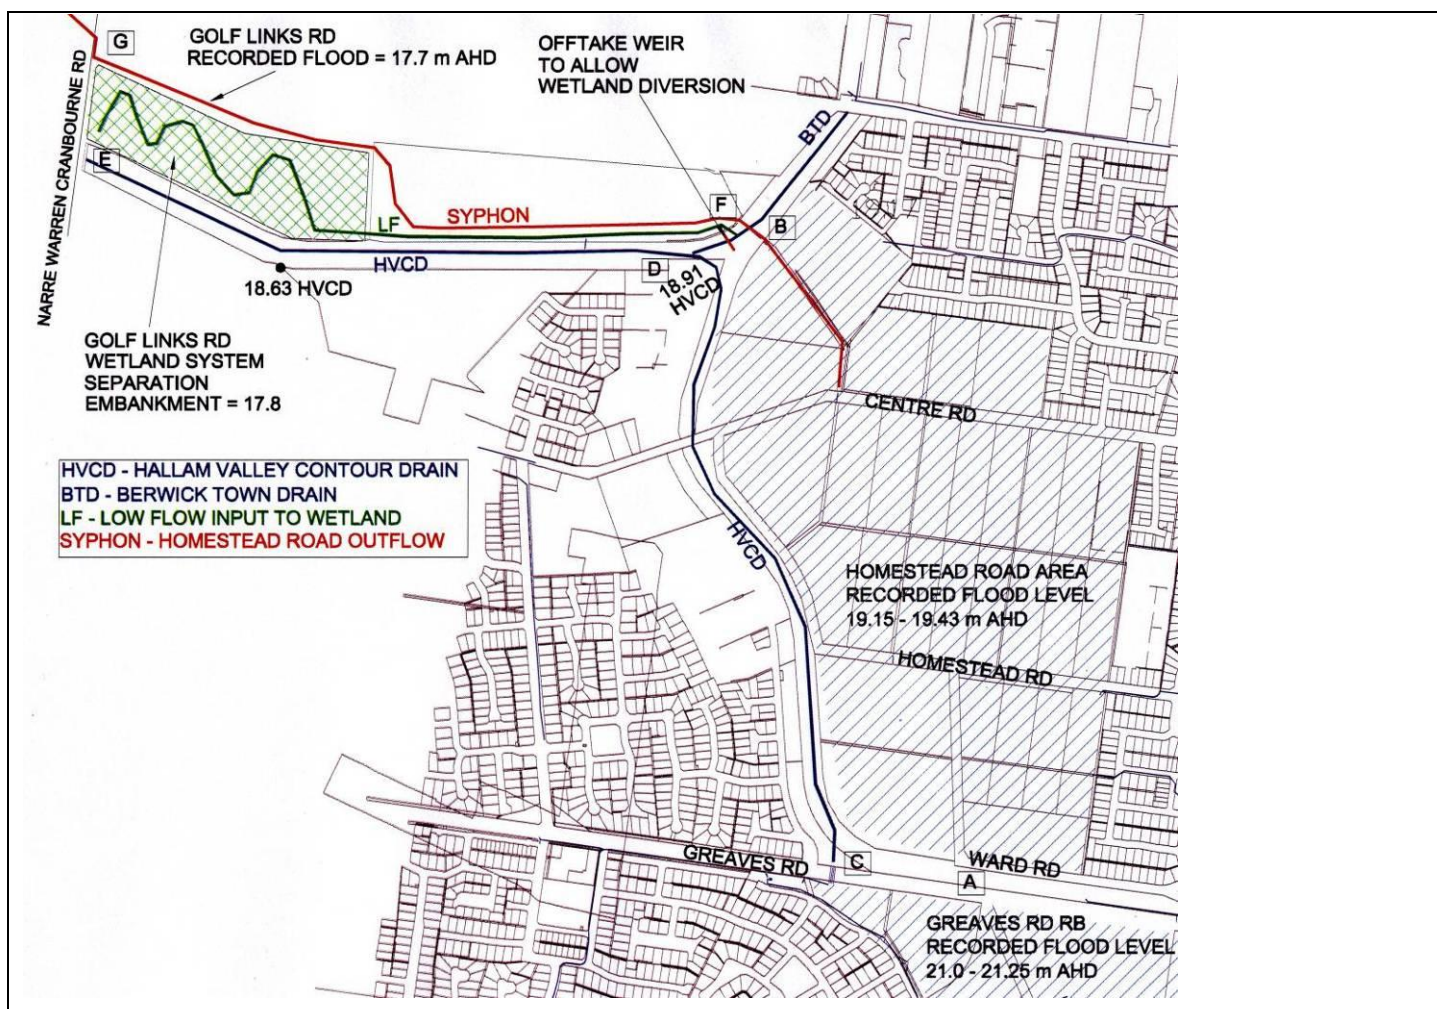 G
GOLF LINKS RD
RECORDED FLOOD = 17.7 m AHD
OFFTAKE WEIR
TO ALLOW
WETLAND DIVERSION
NARRE WARREN CRANBOURNE RD
BTD
E
F
B
SYPHON
LF
HVCD
D
18.91
HVCD
18.63 HVCD
GOLF LINKS RD
WETLAND SYSTEM
SEPARATION
EMBANKMENT = 17.8
CENTRE RD
HVCD - HALLAM VALLEY CONTOUR DRAIN
BTD - BERWICK TOWN DRAIN
LF - LOW FLOW INPUT TO WETLAND
SYPHON - HOMESTEAD ROAD OUTFLOW
HVCD
HOMESTEAD ROAD AREA
RECORDED FLOOD LEVEL
19.15 - 19.43 m AHD
HOMESTEAD RD
GREAVES RD
C
WARD RD
A
GREAVES RD RB
RECORDED FLOOD LEVEL
21.0 - 21.25 m AHD